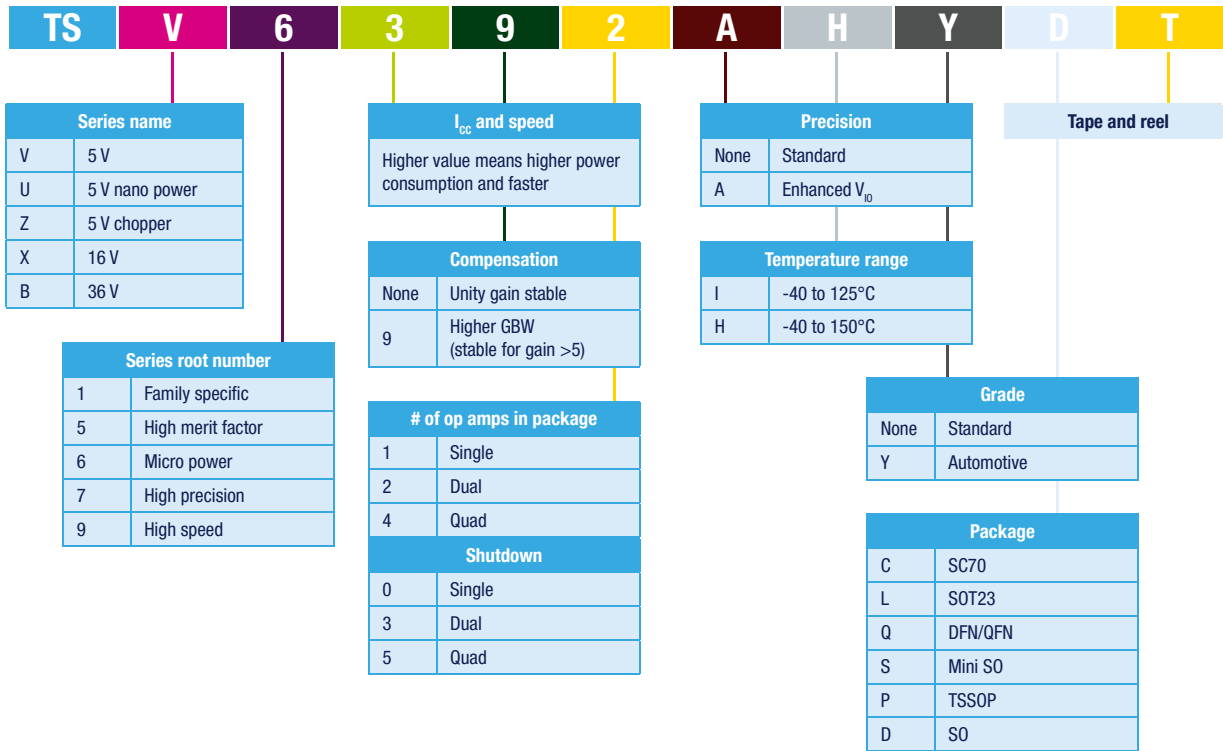 TS V 6 3 9 2 A H Y D T
Series name
V 5 V
U 5 V nano power
Z 5 V chopper
X 16 V
B 36 V
Series root number
1 Family specific
5 High merit factor
6 Micro power
7 High precision
9 High speed
Icc and speed
Higher value means higher power
consumption and faster
Compensation
None Unity gain stable
9 Higher GBW
(stable for gain >5)
# of op amps in package
1 Single
2 Dual
4 Quad
Shutdown
0 Single
3 Dual
5 Quad
Precision
None Standard
A Enhanced VIO
Temperature range
I -40 to 125°C
H -40 to 150°C
Grade
None Standard
Y Automotive
Package
C SC70
L SOT23
Q DFN/QFN
S Mini SO
P TSSOP
D SO
Tape and reel